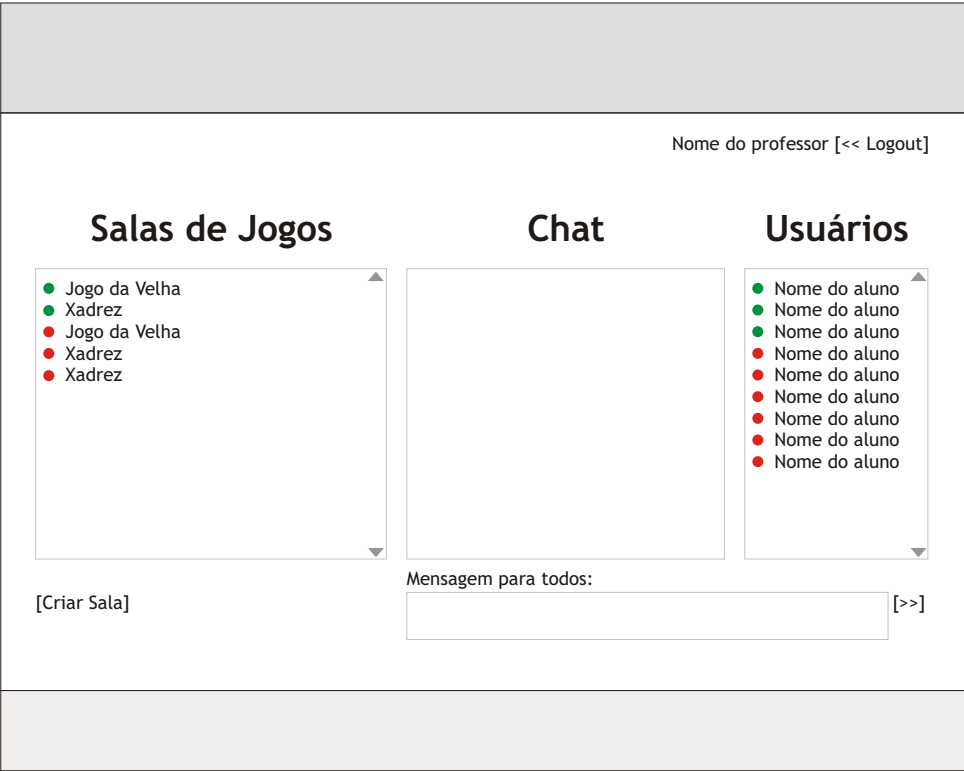 Nome do professor [<< Logout]
Salas de Jogos
Jogo da Velha
Xadrez
Jogo da Velha
Xadrez
Xadrez
[Criar Sala]
Chat
Mensagem para todos:
[>>]
Usuários
Nome do aluno
Nome do aluno
Nome do aluno
Nome do aluno
Nome do aluno
Nome do aluno
Nome do aluno
Nome do aluno
Nome do aluno